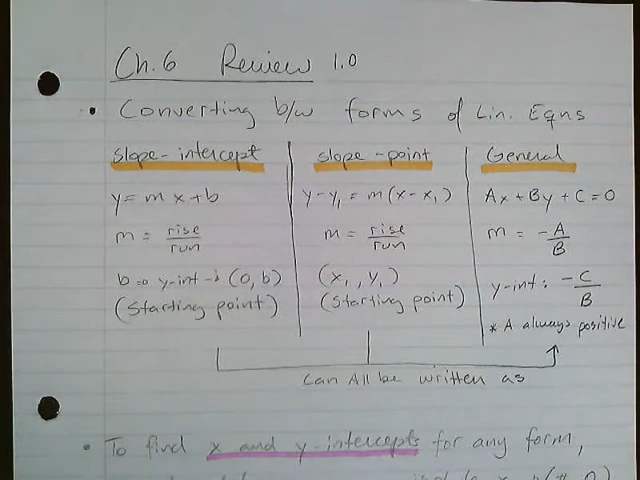 Ch.6 Review 1.0
• Converting b/w forms of Lin. Eqns
Slope-intercept
y = mx + b
m = rise/run
b => y-int → (0, b)
(Starting point)
Slope-point
y - y₁ = m(x - x₁)
m = rise/run
(x₁, y₁)
(Starting point)
General
Ax + By + C = 0
m = -A/B
y-int: -C/B
* A always positive
Can All be written as
• To find x and y-intercepts for any form,